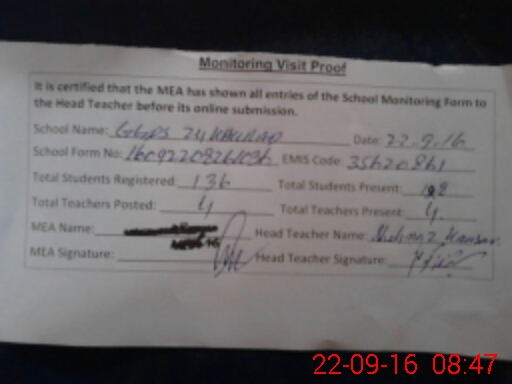 Monitoring Visit Proof
It is certified that the MEA has shown all entries of the School Monitoring Form to
the Head Teacher before its online submission.
School Name: GGPS Date: 22.9.16
School Form No: EMIS Code: 35620861
Total Students Registered: 136 Total Students Present: 108
Total Teachers Posted: 4 Total Teachers Present: 4
MEA Name: Head Teacher Name:
MEA Signature: Head Teacher Signature:
22-09-16 08:47